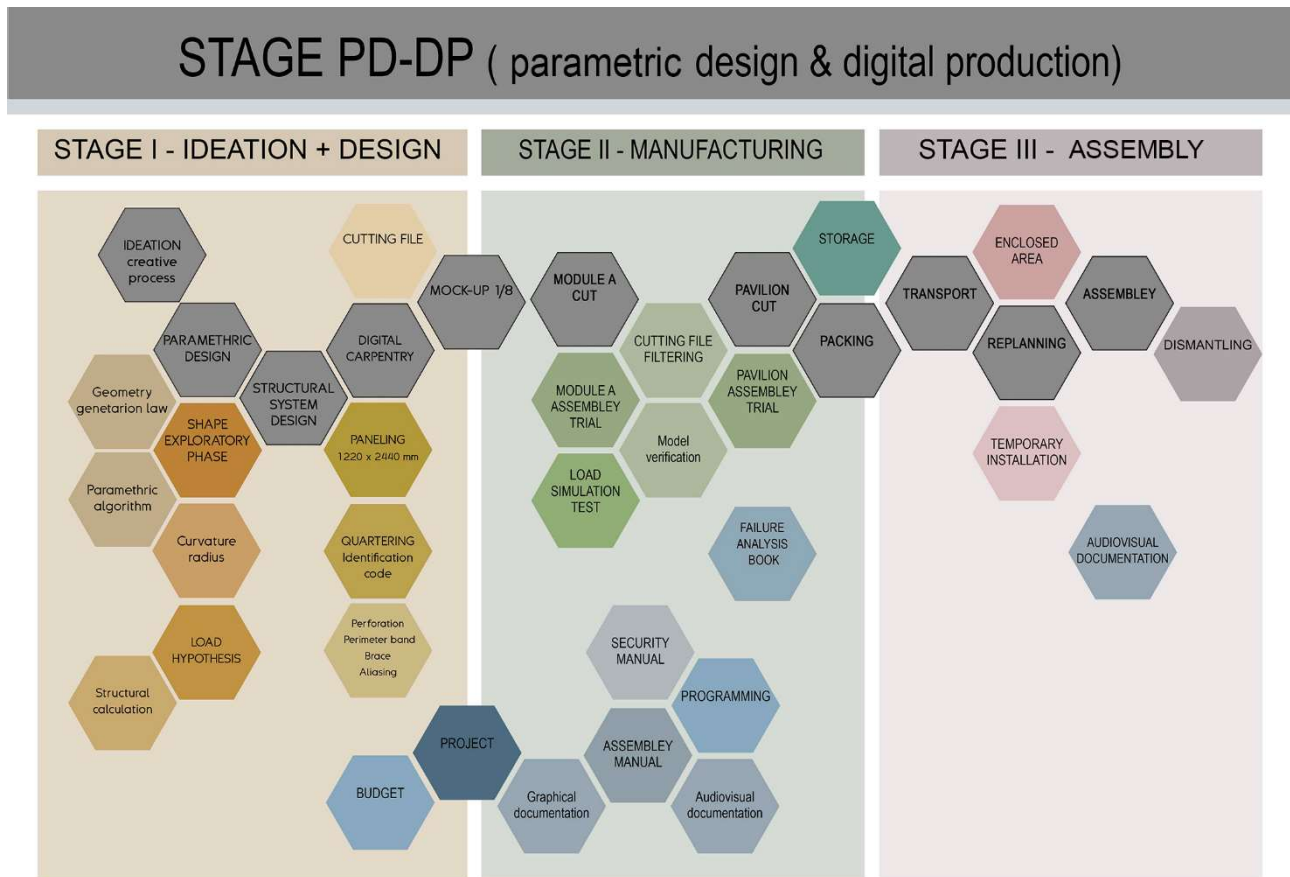 STAGE PD-DP ( parametric design & digital production)
STAGE I - IDEATION + DESIGN
IDEATION
creative
process
CUTTING FILE
MOCK-UP 1/8
PARAMETHRIC
DESIGN
DIGITAL
CARPENTRY
STRUCTURAL
SYSTEM
DESIGN
Geometry
genetarion law
SHAPE
EXPLORATORY
PHASE
PANELING
1220 x 2440 mm
Paramethric
algorithm
Curvature
radius
QUARTERING
Identification
code
LOAD
HYPOTHESIS
Perforation
Perimeter band
Brace
Aliasing
Structural
calculation
PROJECT
BUDGET
STAGE II - MANUFACTURING
STORAGE
MODULE A
CUT
PAVILION
CUT
CUTTING FILE
FILTERING
PACKING
MODULE A
ASSEMBLEY
TRIAL
PAVILION
ASSEMBLEY
TRIAL
Model
verification
LOAD
SIMULATION
TEST
FAILURE
ANALYSIS
BOOK
SECURITY
MANUAL
PROGRAMMING
ASSEMBLEY
MANUAL
Graphical
documentation
Audiovisual
documentation
STAGE III - ASSEMBLY
ENCLOSED
AREA
TRANSPORT
ASSEMBLEY
REPLANNING
DISMANTLING
TEMPORARY
INSTALLATION
AUDIOVISUAL
DOCUMENTATION